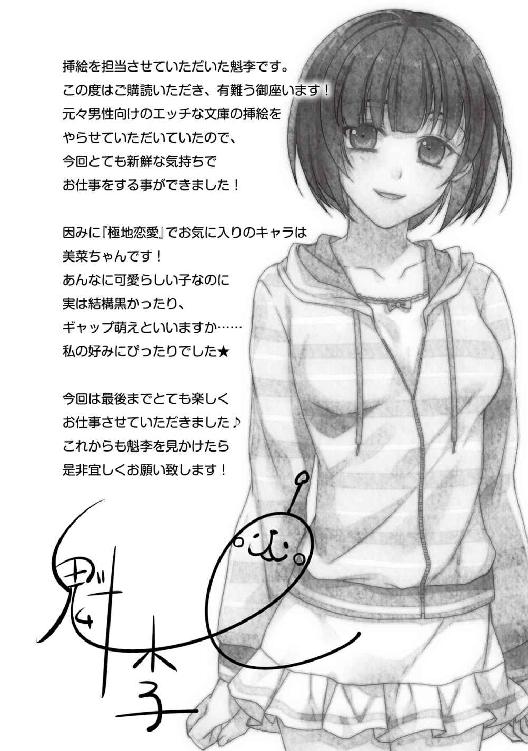 挿絵を担当させていただいた魁李です。
この度はご購読いただき、有難う御座います！
元々男性向けのエッチな文庫の挿絵を
やらせていただいていたので、
今回とても新鮮な気持ちで
お仕事をする事ができました！
因みに『極地恋愛』でお気に入りのキャラは
美菜ちゃんです！
あんなに可愛らしい子なのに
実は結構黒かったり、
ギャップ萌えといいますか……
私の好みにぴったりでした★
今回は最後までとても楽しく
お仕事させていただきました♪
これからも魁李を見かけたら
是非宜しくお願い致します！
魁李